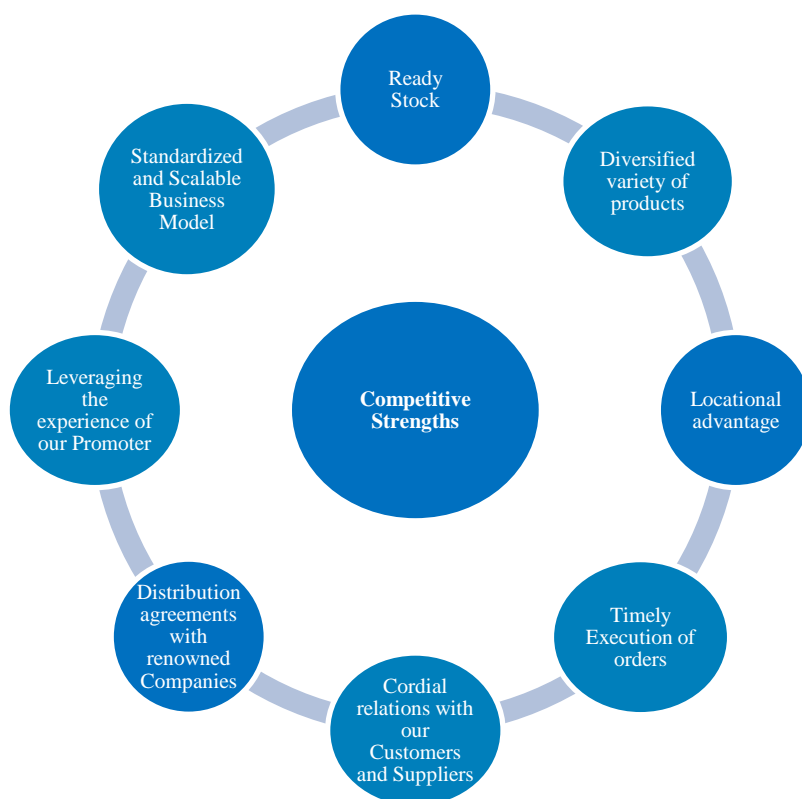 Ready
Stock
Diversified
variety of
products
Locational
advantage
Timely
Execution of
orders
Cordial
relations with
our
Customers
and Suppliers
Distribution
agreements
with
renowned
Companies
Leveraging
the
experience of
our Promoter
Standardized
and Scalable
Business
Model
Competitive
Strengths